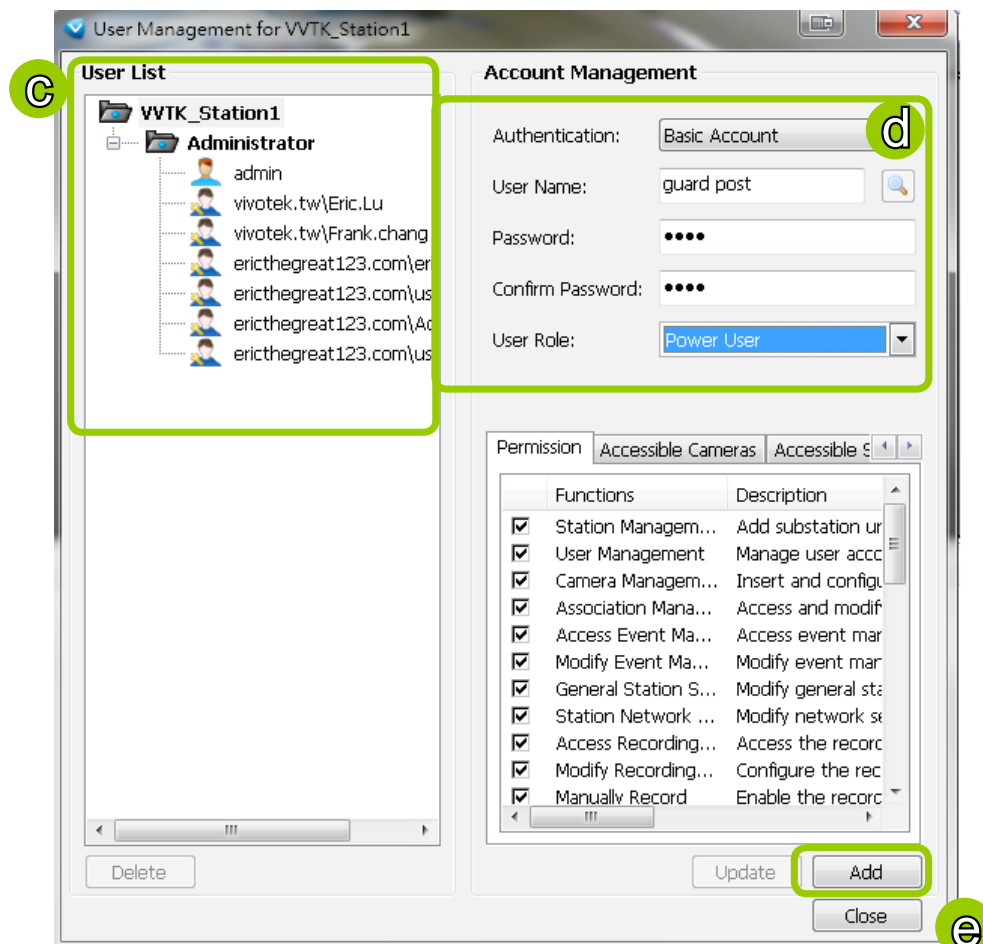 User Management for VVTK_Station1
C
User List
VVTK_Station1
Administrator
admin
vivotek.tw\Eric.Lu
vivotek.tw\Frank.chang
ericthegreat123.com\er
ericthegreat123.com\us
ericthegreat123.com\Ac
ericthegreat123.com\us
Delete
Account Management
d
Authentication: Basic Account
User Name: guard post
Password: ••••
Confirm Password: ••••
User Role: Power User
Permission Accessible Cameras Accessible S
Functions Description
Station Managem... Add substation ur
User Management Manage user accc
Camera Managem... Insert and configu
Association Mana... Access and modif
Access Event Ma... Access event mar
Modify Event Ma... Modify event mar
General Station S... Modify general sta
Station Network ... Modify network se
Access Recording... Access the record
Modify Recording... Configure the rec
Manually Record Enable the record
Update Add
Close
e